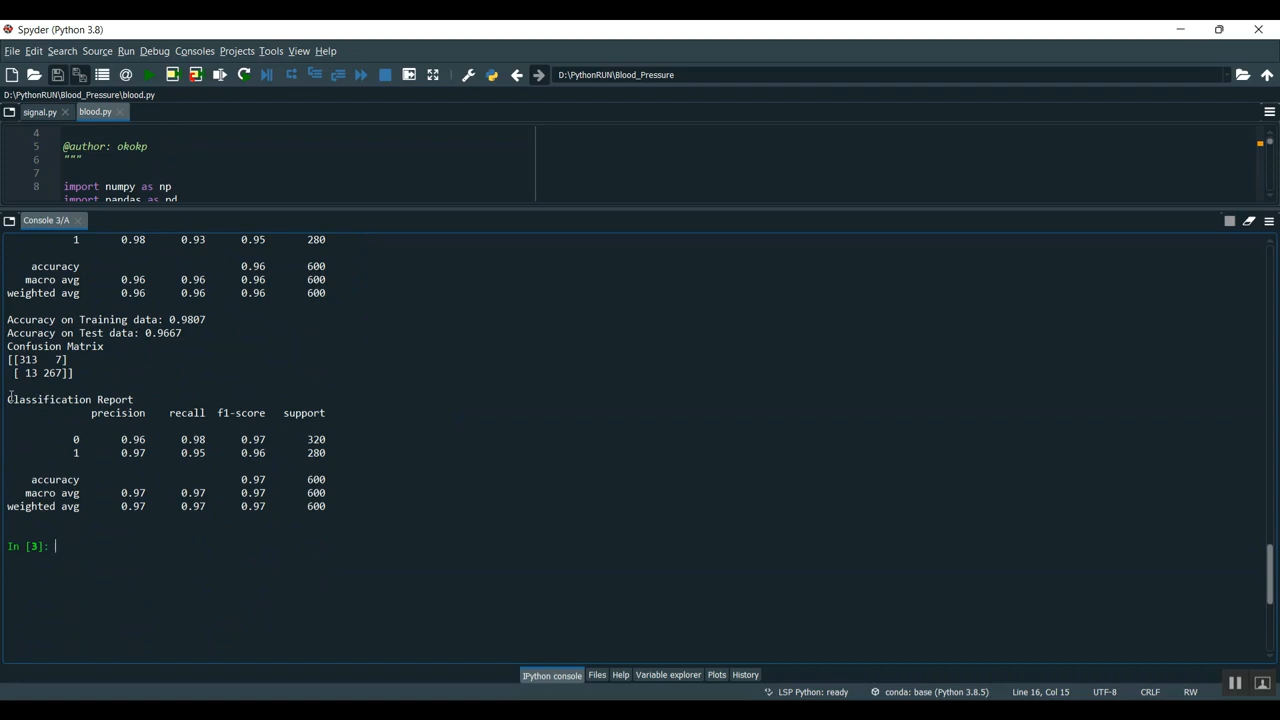 Spyder (Python 3.8)
File Edit Search Source Run Debug Consoles Projects Tools View Help
D:\PythonRUN\Blood_Pressure
D:\PythonRUN\Blood_Pressure\blood.py
signal.py blood.py
4
5 @author: okokp
6 """
7
8 import numpy as np
import pandas as pd
Console 3/A
1 0.98 0.93 0.95 280
accuracy 0.96 600
macro avg 0.96 0.96 0.96 600
weighted avg 0.96 0.96 0.96 600
Accuracy on Training data: 0.9807
Accuracy on Test data: 0.9667
Confusion Matrix
[[313 7]
[ 13 267]]
Classification Report
precision recall f1-score support
0 0.96 0.98 0.97 320
1 0.97 0.95 0.96 280
accuracy 0.97 600
macro avg 0.97 0.97 0.97 600
weighted avg 0.97 0.97 0.97 600
In [3]:
IPython console Files Help Variable explorer Plots History
LSP Python: ready conda: base (Python 3.8.5) Line 16, Col 15 UTF-8 CRLF RW